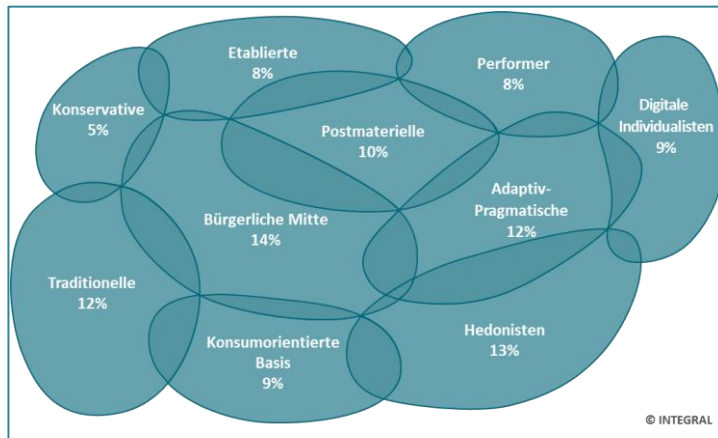 Etablierte
8%
Performer
8%
Konservative
5%
Digitale
Individualisten
9%
Postmaterielle
10%
Adaptiv-
Pragmatische
12%
Bürgerliche Mitte
14%
Traditionelle
12%
Hedonisten
13%
Konsumorientierte
Basis
9%
© INTEGRAL